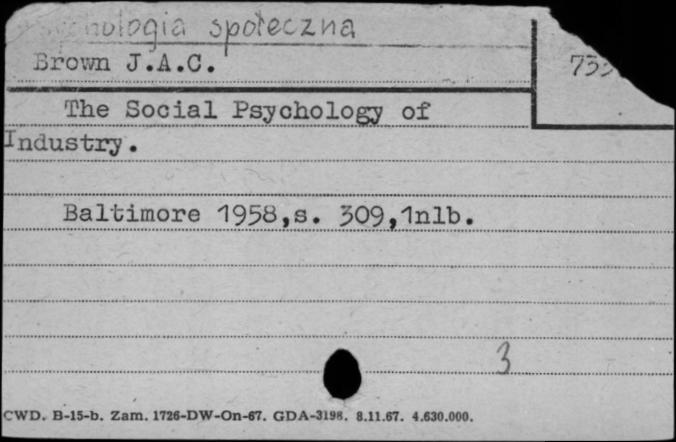 Psychologia społeczna
Brown J.A.C.
The Social Psychology of
Industry.
Baltimore 1958,s. 309,1nlb.
3
CWD. B-15-b. Zam. 1726-DW-On-67. GDA-3198. 8.11.67. 4.630.000.